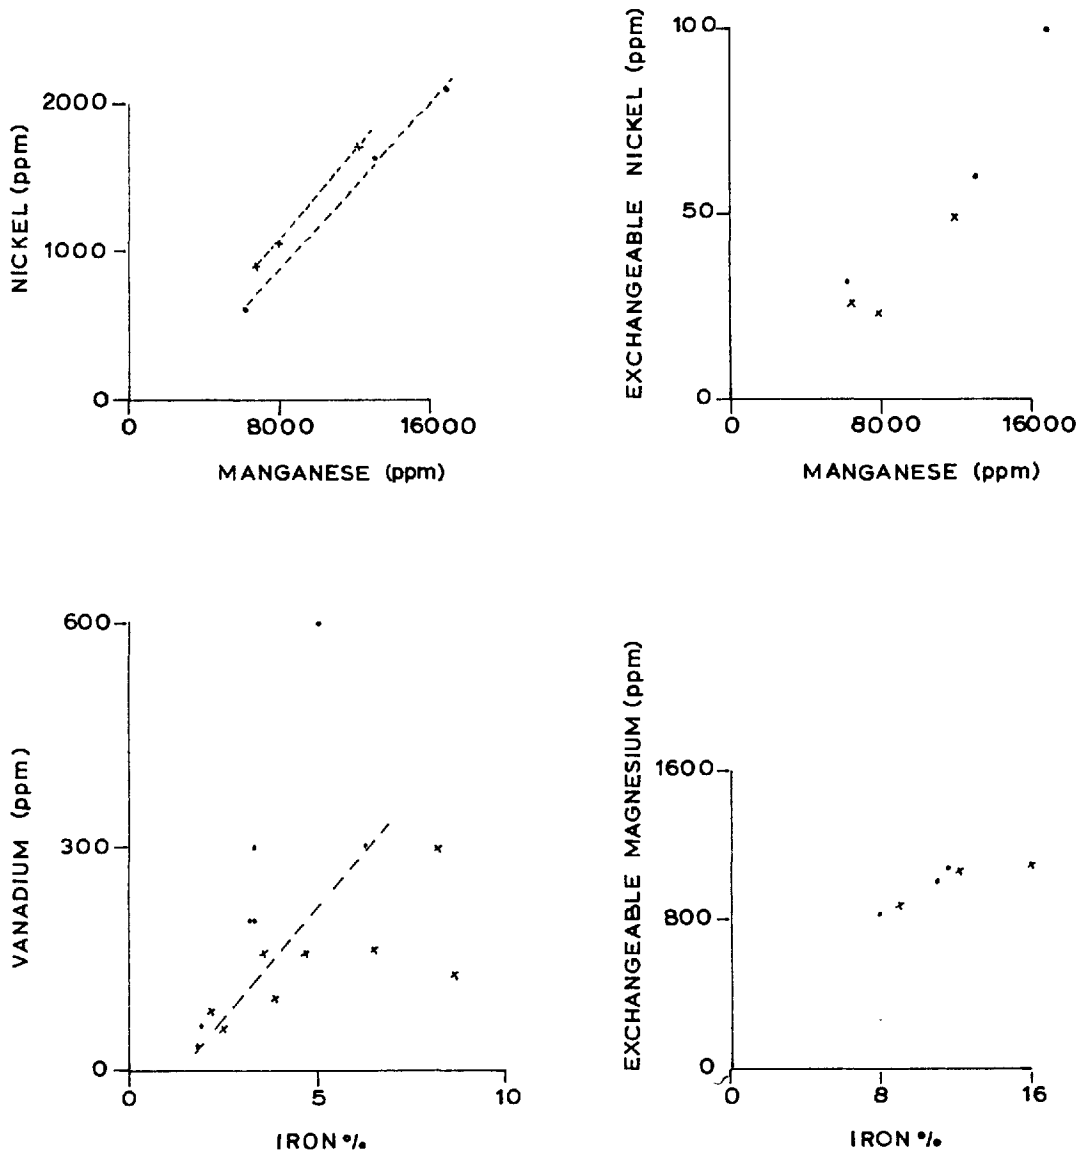 NICKEL (ppm)
2000
1000
0
0 8000 16000
MANGANESE (ppm)
EXCHANGEABLE NICKEL (ppm)
100
50
0
0 8000 16000
MANGANESE (ppm)
VANADIUM (ppm)
600
300
0
0 5 10
IRON %
EXCHANGEABLE MAGNESIUM (ppm)
1600
800
0
0 8 16
IRON %